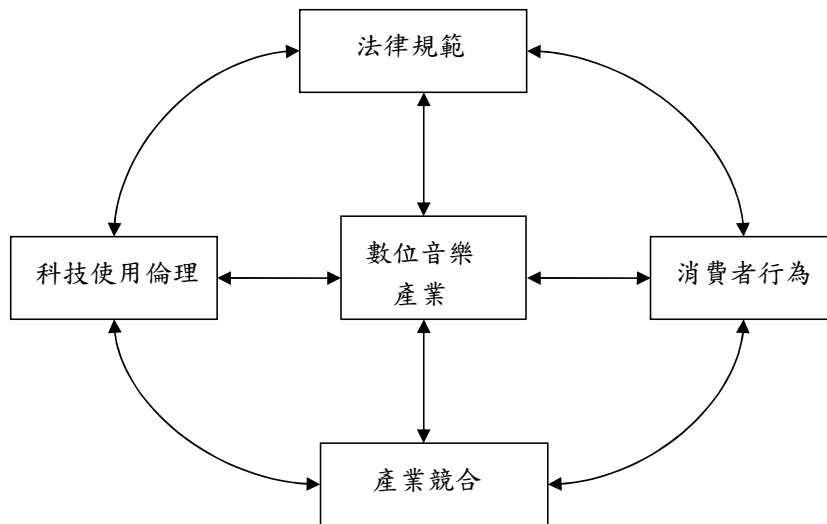 法律規範
科技使用倫理
數位音樂
產業
消費者行為
產業競合